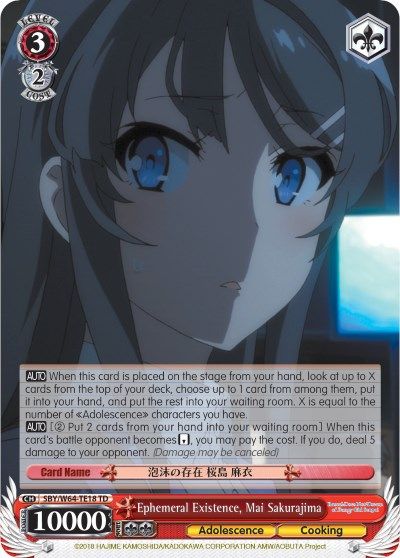 LEVEL
3
2
COST
AUTO When this card is placed on the stage from your hand, look at up to X
cards from the top of your deck, choose up to 1 card from among them, put
it into your hand, and put the rest into your waiting room. X is equal to the
number of «Adolescence» characters you have.
AUTO [② Put 2 cards from your hand into your waiting room] When this
card's battle opponent becomes [ ], you may pay the cost. If you do, deal 5
damage to your opponent. (Damage may be canceled)
Card Name 泡沫の存在 桜島 麻衣
CD SBY/W64-TE18 TD
Ephemeral Existence, Mai Sakurajima
POWER 10000
Adolescence Cooking
©2018 HAJIME KAMOSHIDA/KADOKAWA CORPORATION AMW/AOBUTA Project